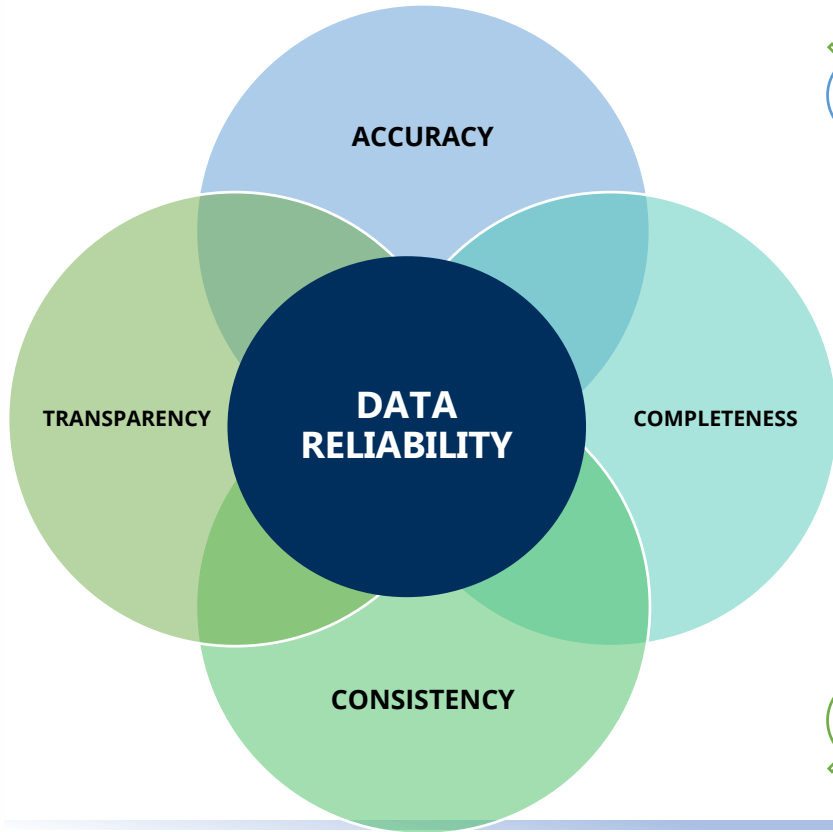 ACCURACY
TRANSPARENCY
DATA
RELIABILITY
COMPLETENESS
CONSISTENCY